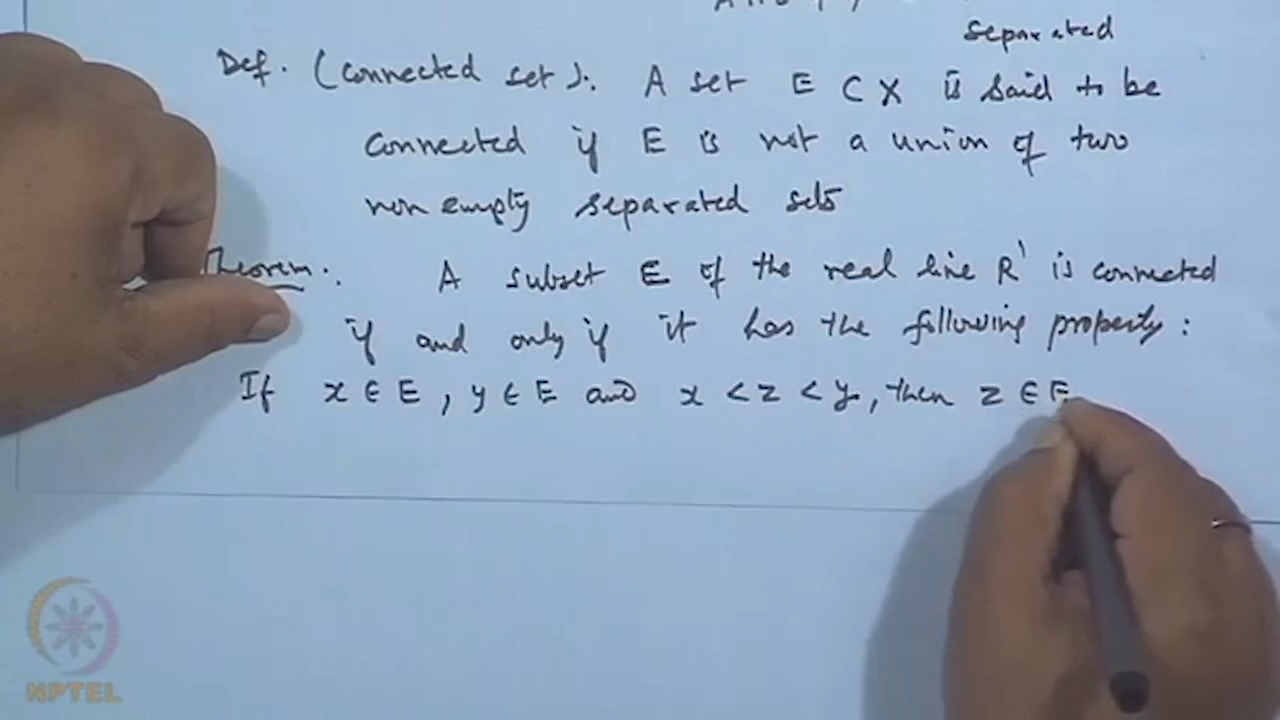 separated
Def. (Connected set). A set E ⊂ X is said to be
connected if E is not a union of two
non empty separated sets
Theorem. A subset E of the real line R¹ is connected
if and only if it has the following property:
If x ∈ E, y ∈ E and x < z < y, then z ∈ E
NPTEL